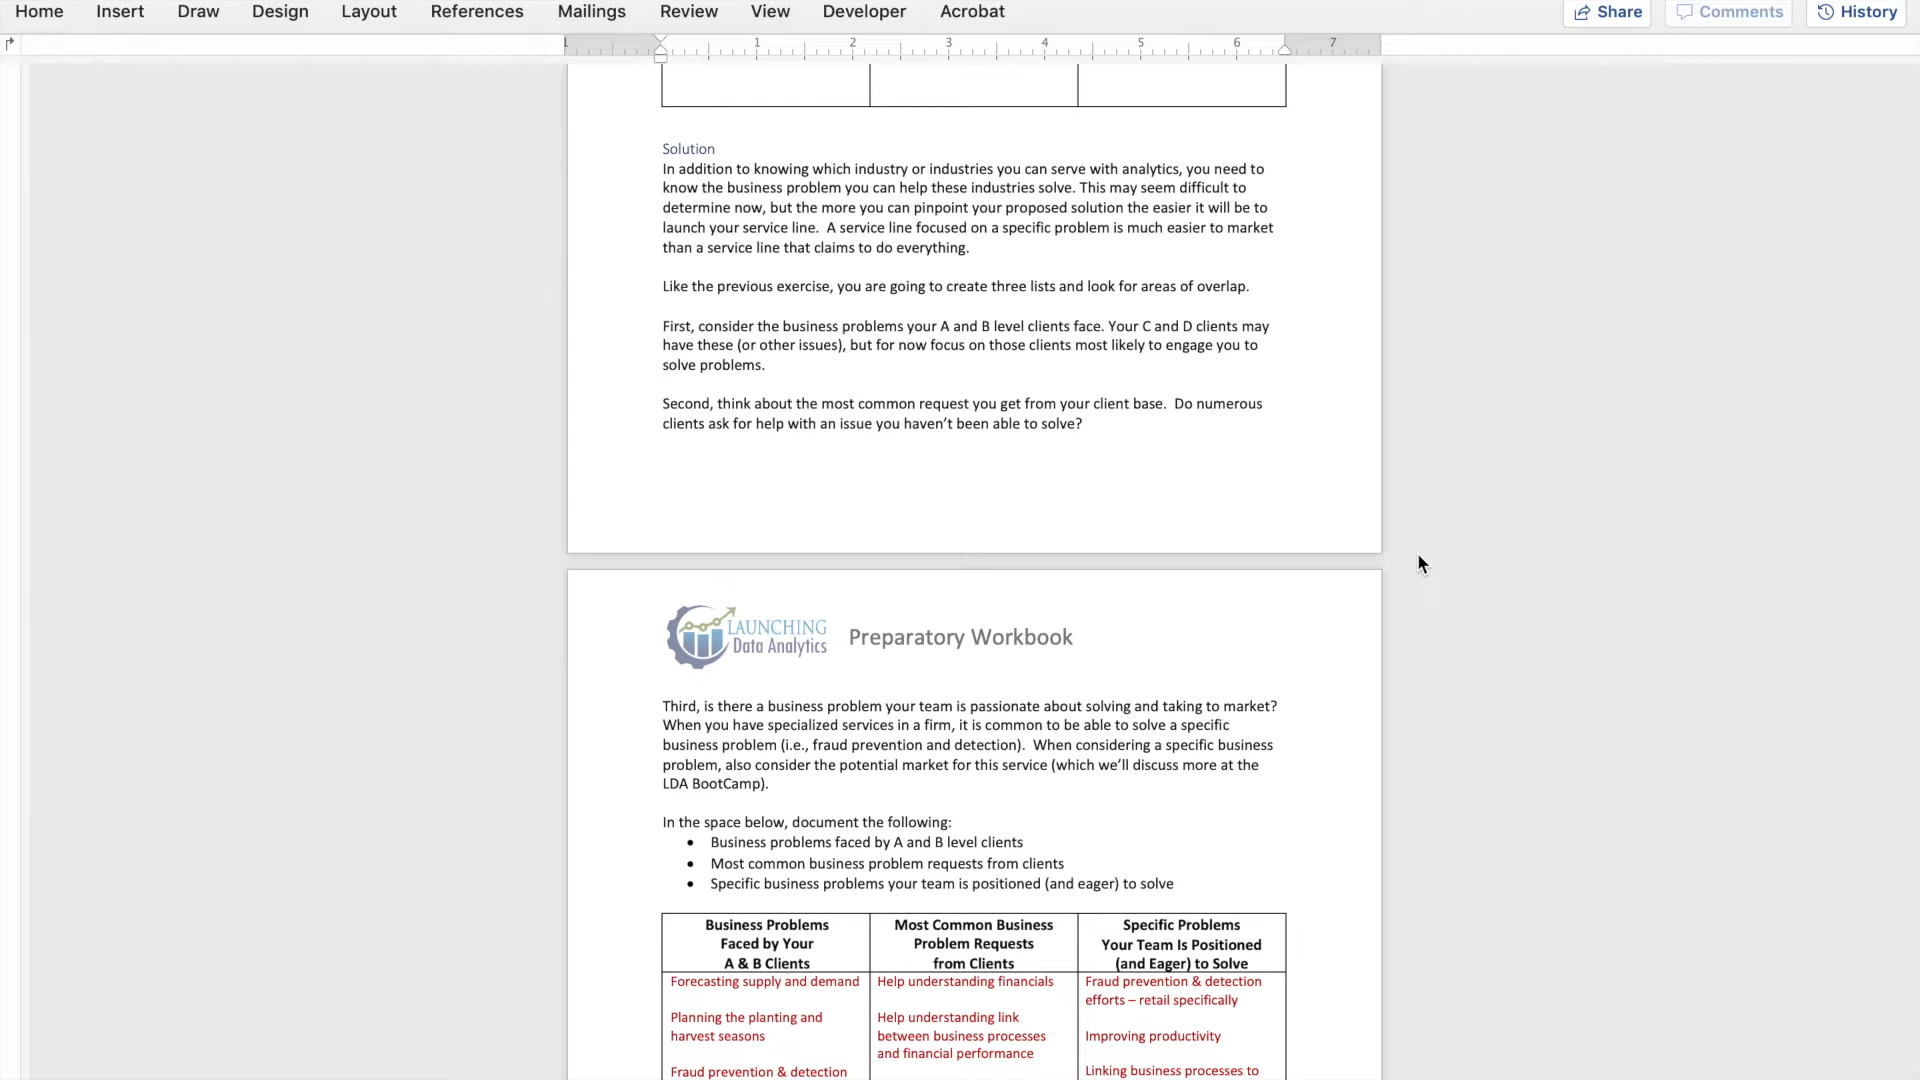 Home Insert Draw Design Layout References Mailings Review View Developer Acrobat Share Comments History
1 1 2 3 4 5 6 7
Solution
In addition to knowing which industry or industries you can serve with analytics, you need to
know the business problem you can help these industries solve. This may seem difficult to
determine now, but the more you can pinpoint your proposed solution the easier it will be to
launch your service line.  A service line focused on a specific problem is much easier to market
than a service line that claims to do everything.
Like the previous exercise, you are going to create three lists and look for areas of overlap.
First, consider the business problems your A and B level clients face. Your C and D clients may
have these (or other issues), but for now focus on those clients most likely to engage you to
solve problems.
Second, think about the most common request you get from your client base.  Do numerous
clients ask for help with an issue you haven’t been able to solve?
LAUNCHING
Data Analytics
Preparatory Workbook
Third, is there a business problem your team is passionate about solving and taking to market?
When you have specialized services in a firm, it is common to be able to solve a specific
business problem (i.e., fraud prevention and detection).  When considering a specific business
problem, also consider the potential market for this service (which we’ll discuss more at the
LDA BootCamp).
In the space below, document the following:
• Business problems faced by A and B level clients
• Most common business problem requests from clients
• Specific business problems your team is positioned (and eager) to solve
Business Problems
Faced by Your
A & B Clients
Most Common Business
Problem Requests
from Clients
Specific Problems
Your Team Is Positioned
(and Eager) to Solve
Forecasting supply and demand
Planning the planting and
harvest seasons
Fraud prevention & detection
Help understanding financials
Help understanding link
between business processes
and financial performance
Fraud prevention & detection
efforts – retail specifically
Improving productivity
Linking business processes to